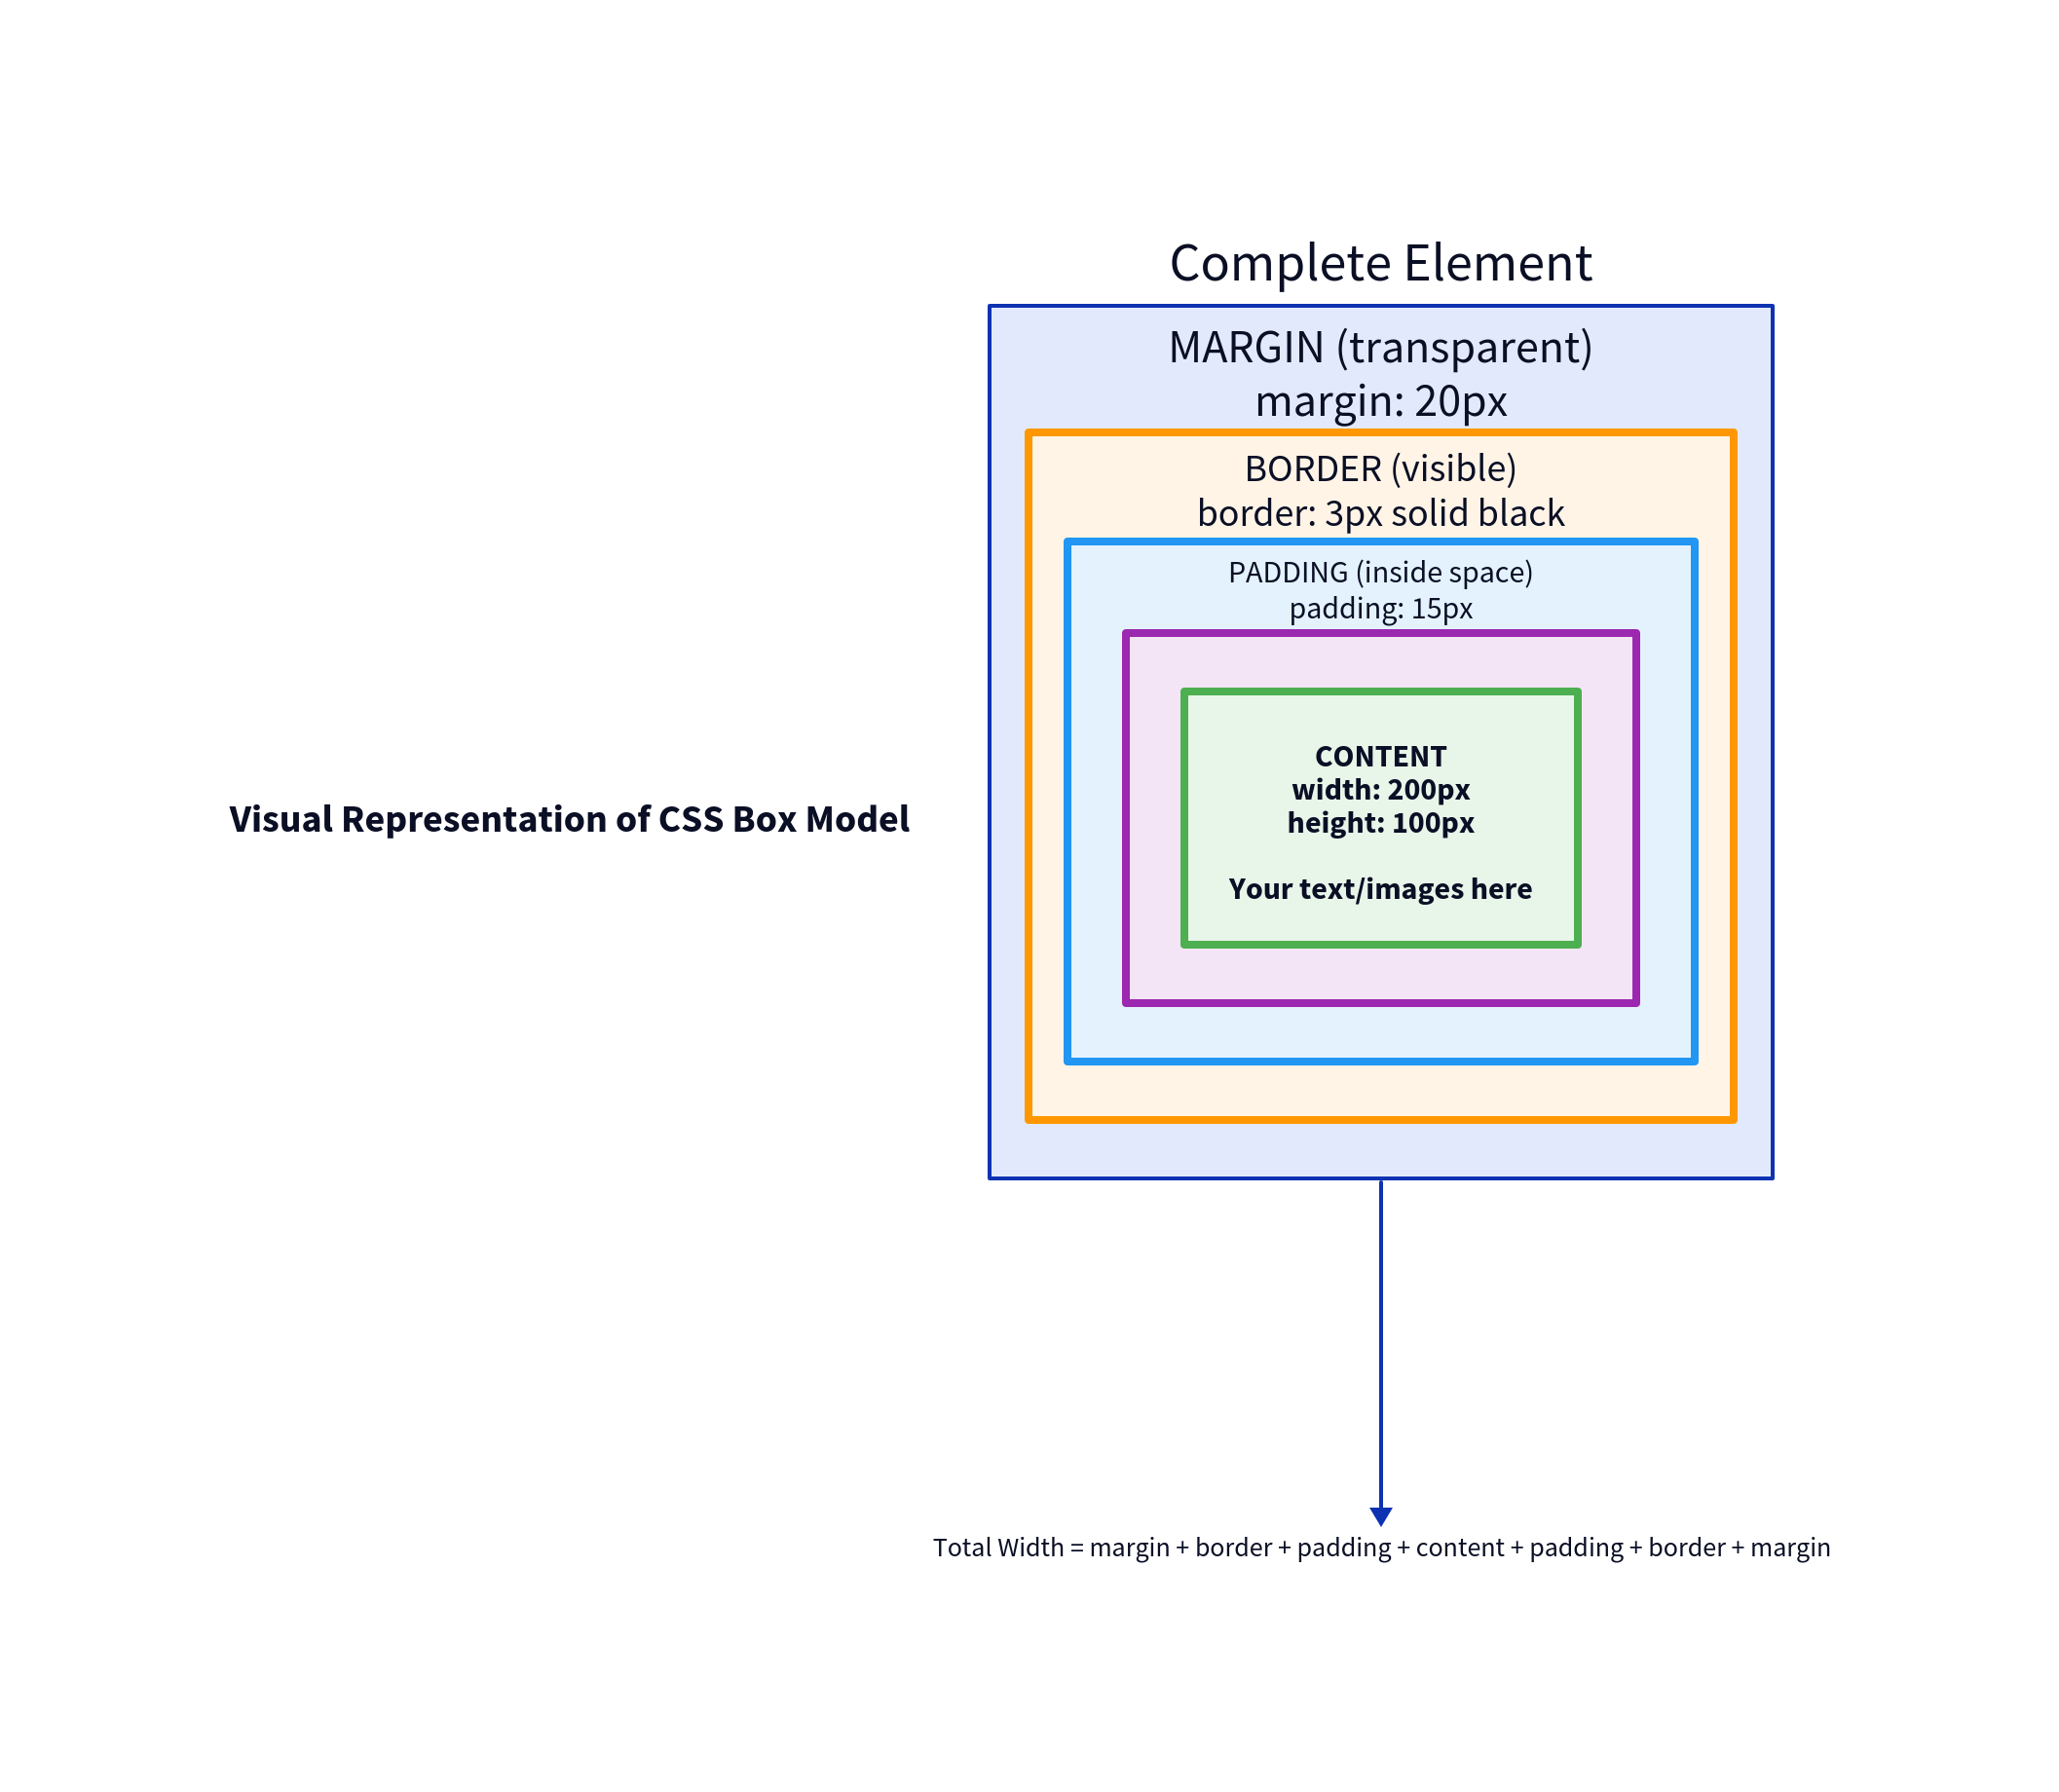 Complete Element
MARGIN (transparent)
margin: 20px
BORDER (visible)
border: 3px solid black
PADDING (inside space)
padding: 15px
CONTENT
width: 200px
height: 100px
Your text/images here
Visual Representation of CSS Box Model
Total Width = margin + border + padding + content + padding + border + margin